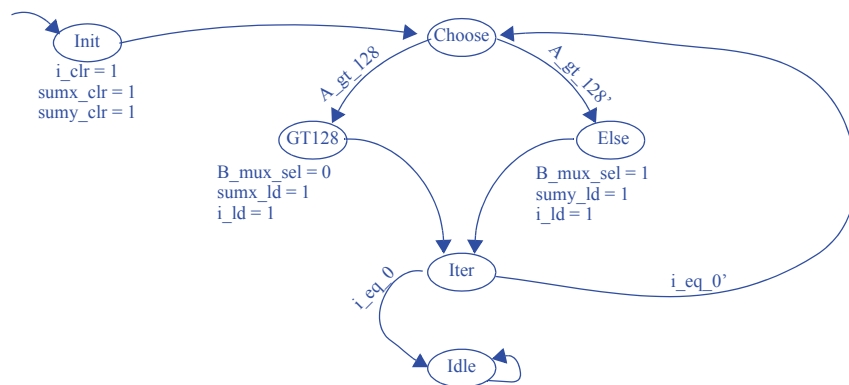 Init
i_clr = 1
sumx_clr = 1
sumy_clr = 1
Choose
A_gt_128
A_gt_128’
GT128
B_mux_sel = 0
sumx_ld = 1
i_ld = 1
Else
B_mux_sel = 1
sumy_ld = 1
i_ld = 1
Iter
i_eq_0
i_eq_0’
Idle